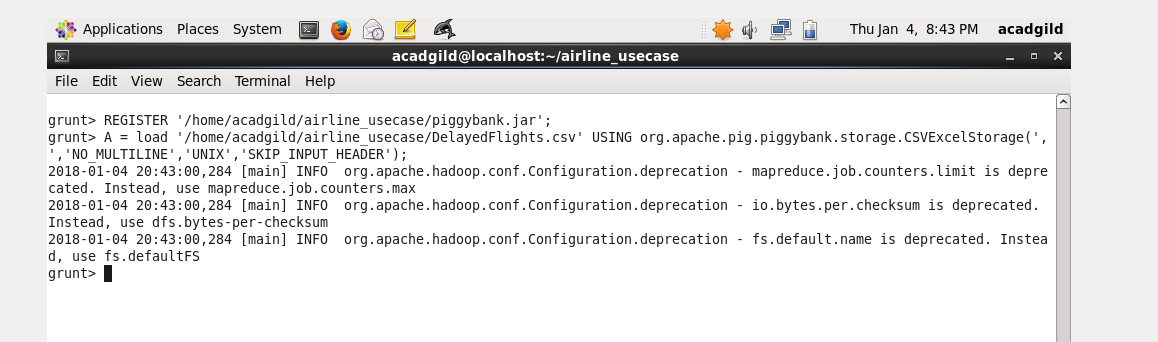 Applications Places System Thu Jan 4, 8:43 PM acadgild
acadgild@localhost:~/airline_usecase
File Edit View Search Terminal Help
grunt> REGISTER '/home/acadgild/airline_usecase/piggybank.jar';
grunt> A = load '/home/acadgild/airline_usecase/DelayedFlights.csv' USING org.apache.pig.piggybank.storage.CSVExcelStorage(',
','NO_MULTILINE','UNIX','SKIP_INPUT_HEADER');
2018-01-04 20:43:00,284 [main] INFO  org.apache.hadoop.conf.Configuration.deprecation - mapreduce.job.counters.limit is depre
cated. Instead, use mapreduce.job.counters.max
2018-01-04 20:43:00,284 [main] INFO  org.apache.hadoop.conf.Configuration.deprecation - io.bytes.per.checksum is deprecated.
Instead, use dfs.bytes-per-checksum
2018-01-04 20:43:00,284 [main] INFO  org.apache.hadoop.conf.Configuration.deprecation - fs.default.name is deprecated. Instea
d, use fs.defaultFS
grunt>